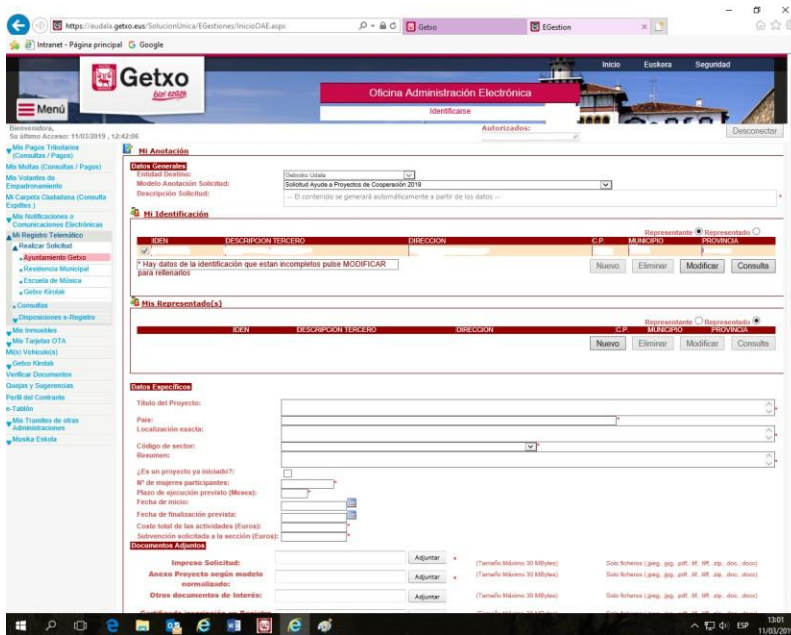 https://eudala.getxo.eus/SolucionUnica/EGestiones/InicioOAE.aspx
Getxo
EGestion
Intranet - Página principal
Google
Getxo
bizi ezazu
Inicio Euskera Seguridad
Oficina Administración Electrónica
Identificarse
Menú
Bienvenido/a,
Su último Acceso: 11/03/2019 , 12:42:06
Autorizados:
Desconectar
Mis Pagos Tributarios
(Consultas / Pagos)
Mis Multas (Consultas / Pagos)
Mis Volantes de
Empadronamiento
Mi Carpeta Ciudadana (Consulta
Expdtes )
Mis Notificaciones o
Comunicaciones Electrónicas
Mi Registro Telemático
Realizar Solicitud
Ayuntamiento Getxo
Residencia Municipal
Escuela de Música
Getxo Kirolak
Consultas
Disposiciones e-Registro
Mis Inmuebles
Mis Tarjetas OTA
Mi(s) Vehículo(s)
Getxo Kirolak
Verificar Documentos
Quejas y Sugerencias
Perfil del Contrante
e-Tablón
Mis Tramites de otras
Administraciones
Musika Eskola
Mi Anotación
Datos Generales
Entidad Destino: Getxoko Udala
Modelo Anotación Solicitud: Solicitud Ayuda a Proyectos de Cooperación 2019
Descripción Solicitud: -- El contenido se generará automáticamente a partir de los datos -- *
Mi Identificación
Representante Representado
IDEN DESCRIPCION TERCERO DIRECCION C.P. MUNICIPIO PROVINCIA
* Hay datos de la identificación que estan incompletos pulse MODIFICAR
para rellenarlos
Nuevo Eliminar Modificar Consulta
Mis Representado(s)
Representante Representado
IDEN DESCRIPCION TERCERO DIRECCION C.P. MUNICIPIO PROVINCIA
Nuevo Eliminar Modificar Consulta
Datos Específicos
Título del Proyecto: *
País: *
Localización exacta: *
Código de sector: *
Resumen: *
¿Es un proyecto ya iniciado?:
Nº de mujeres participantes: *
Plazo de ejecución previsto (Meses): *
Fecha de inicio:
Fecha de finalización prevista:
Coste total de las actividades (Euros): *
Subvención solicitada a la sección (Euros): *
Documentos Adjuntos
Impreso Solicitud: Adjuntar * (Tamaño Máximo 30 MBytes) Solo ficheros (.jpeg, .jpg, .pdf, .tif, .tiff, .zip, .doc, .docx)
Anexo Proyecto según modelo
normalizado: Adjuntar * (Tamaño Máximo 30 MBytes) Solo ficheros (.jpeg, .jpg, .pdf, .tif, .tiff, .zip, .doc, .docx)
Otros documentos de Interés: Adjuntar (Tamaño Máximo 30 MBytes) Solo ficheros (.jpeg, .jpg, .pdf, .tif, .tiff, .zip, .doc, .docx)
ESP
13:01
11/03/201